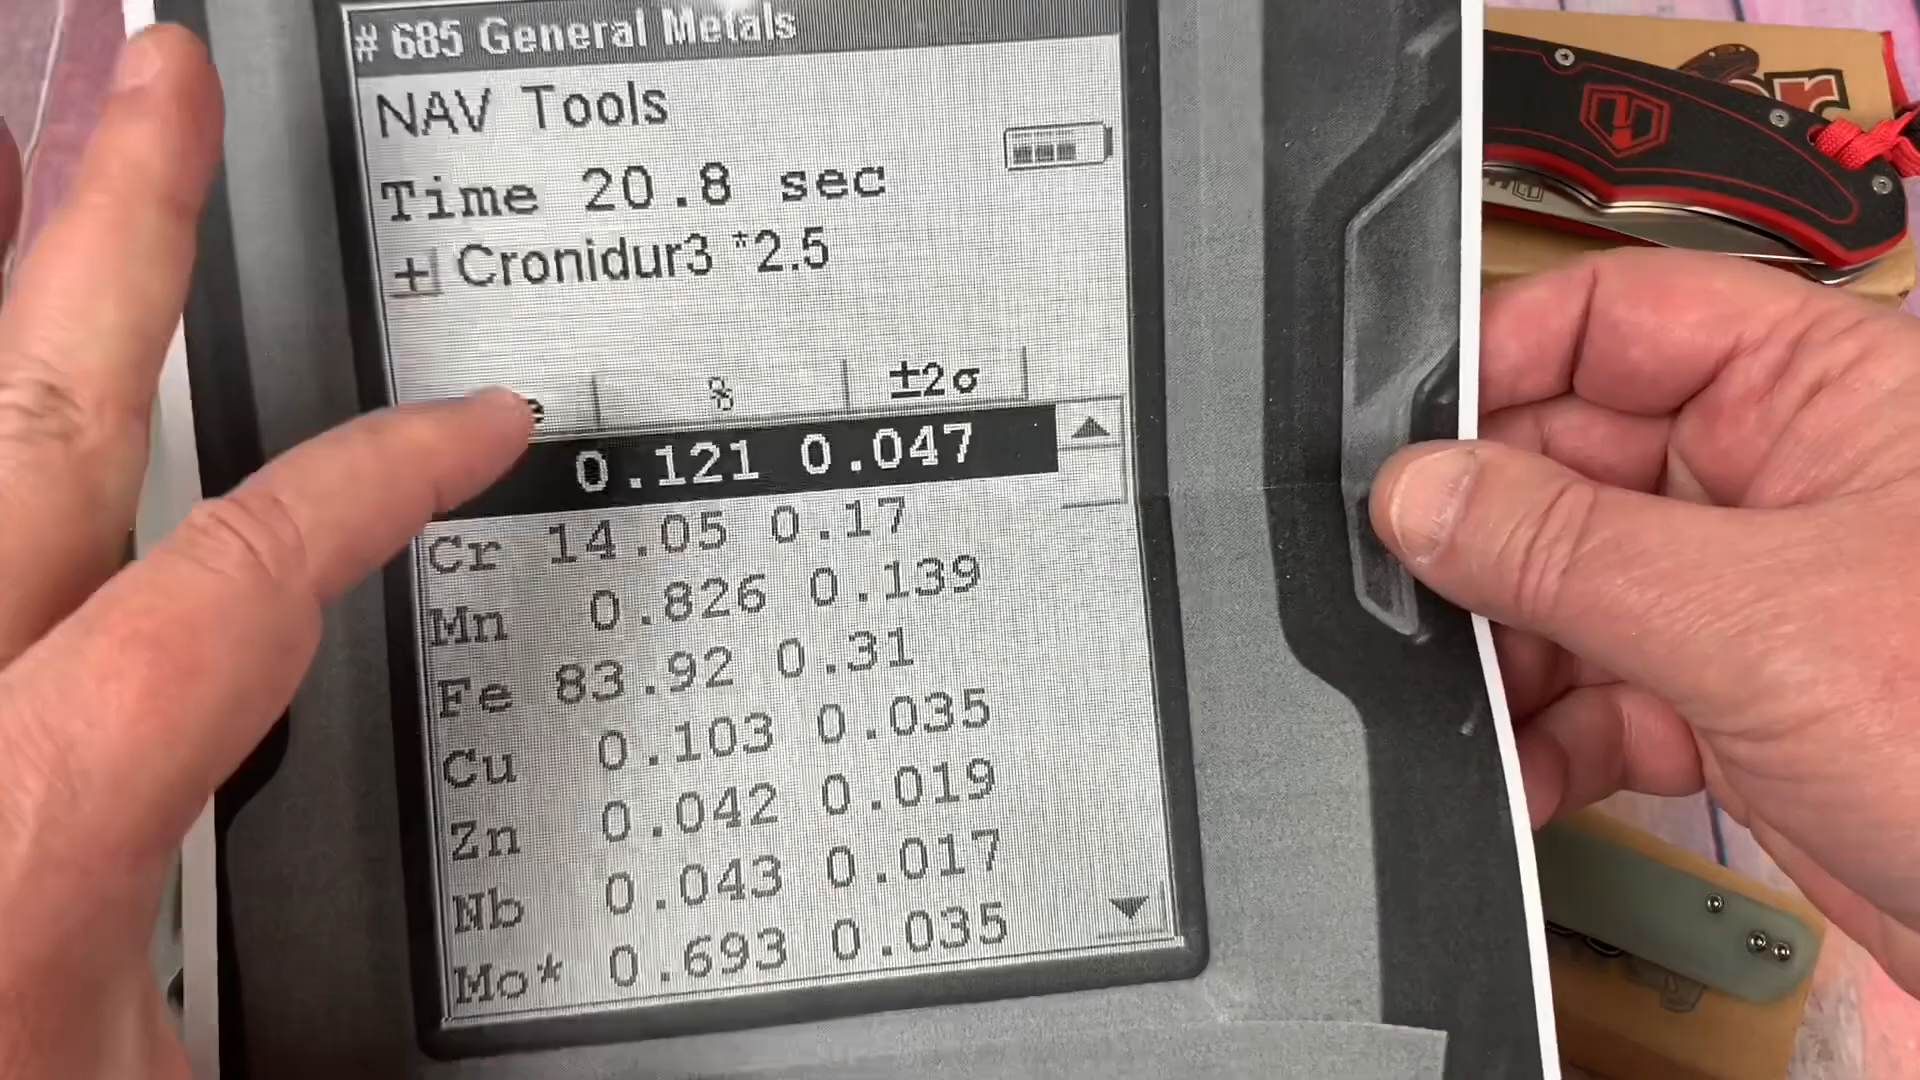 # 685 General Metals
NAV Tools
Time 20.8 sec
+ Cronidur3 *2.5
% ±2σ
0.121 0.047
Cr 14.05 0.17
Mn 0.826 0.139
Fe 83.92 0.31
Cu 0.103 0.035
Zn 0.042 0.019
Nb 0.043 0.017
Mo* 0.693 0.035